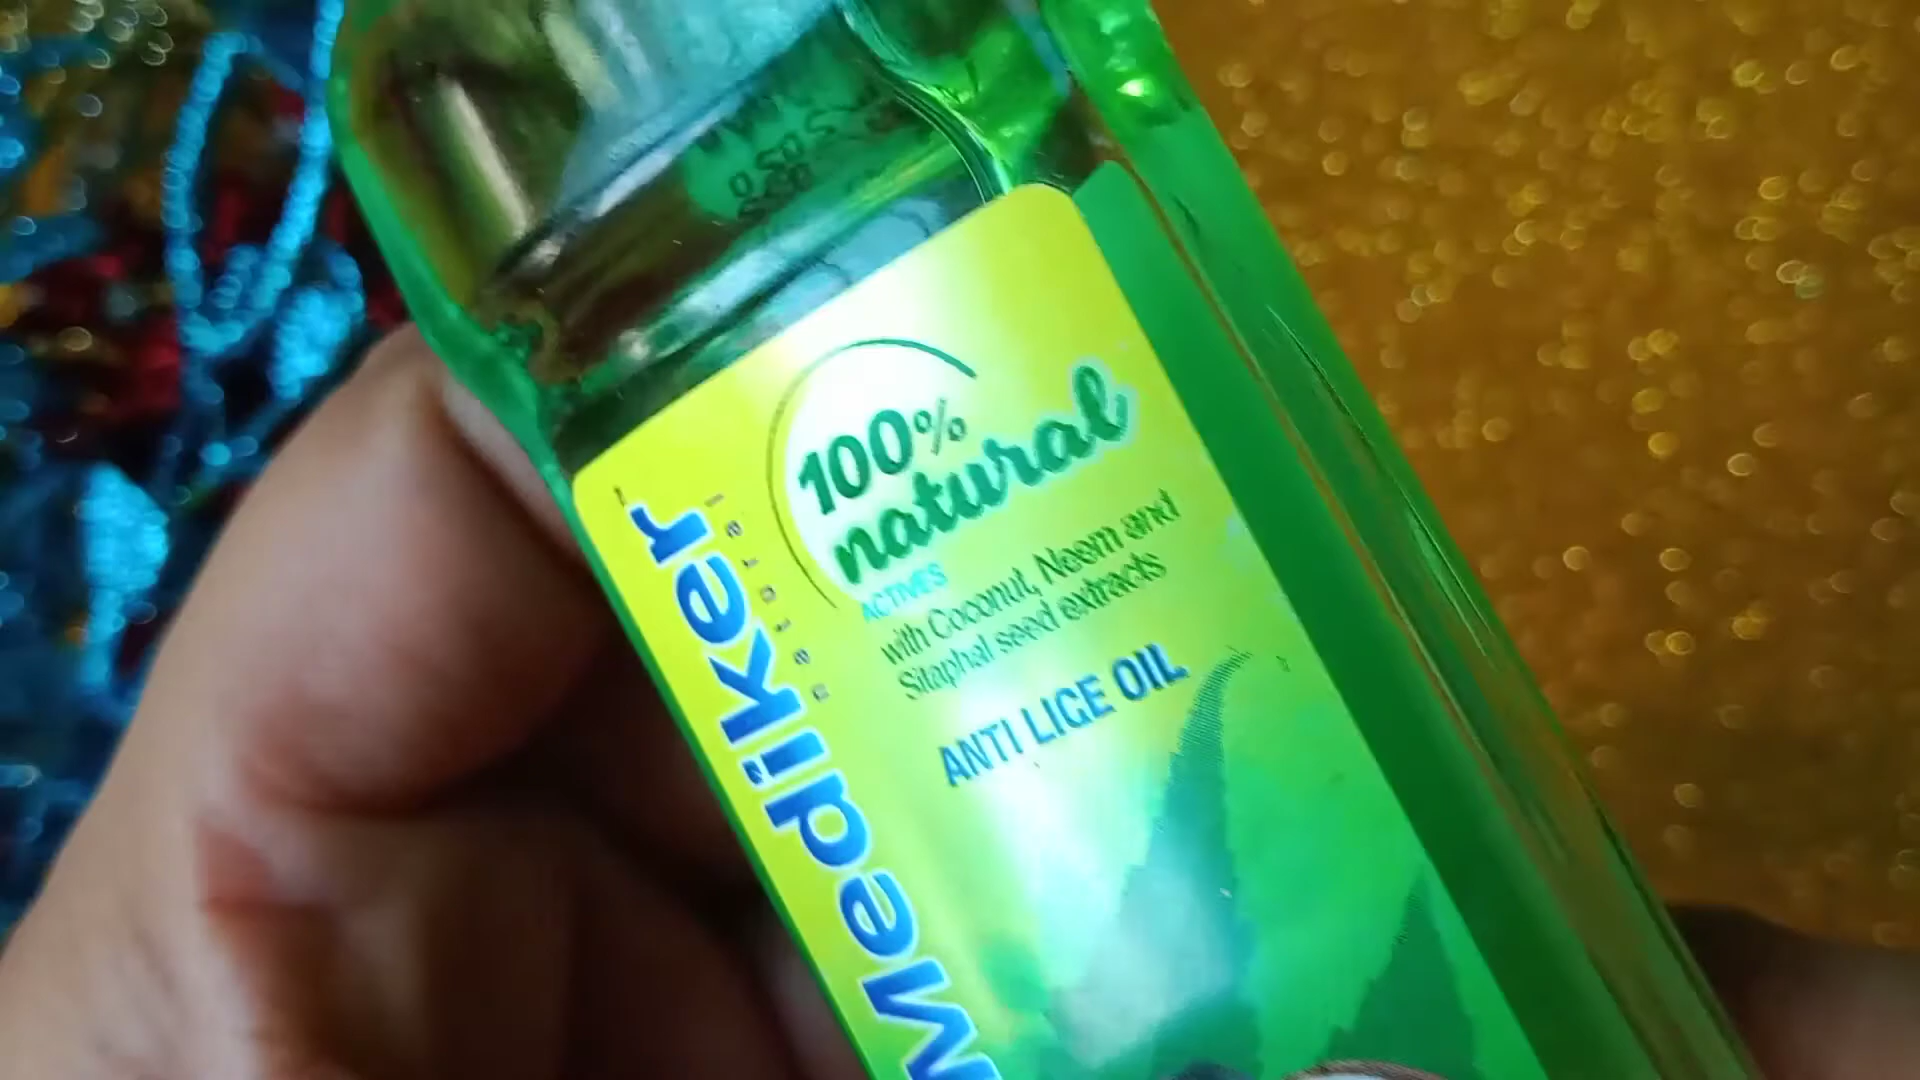 100%
natural
ACTIVES
with Coconut, Neem and
Sitaphal seed extracts
ANTI LICE OIL
Mediker
natural